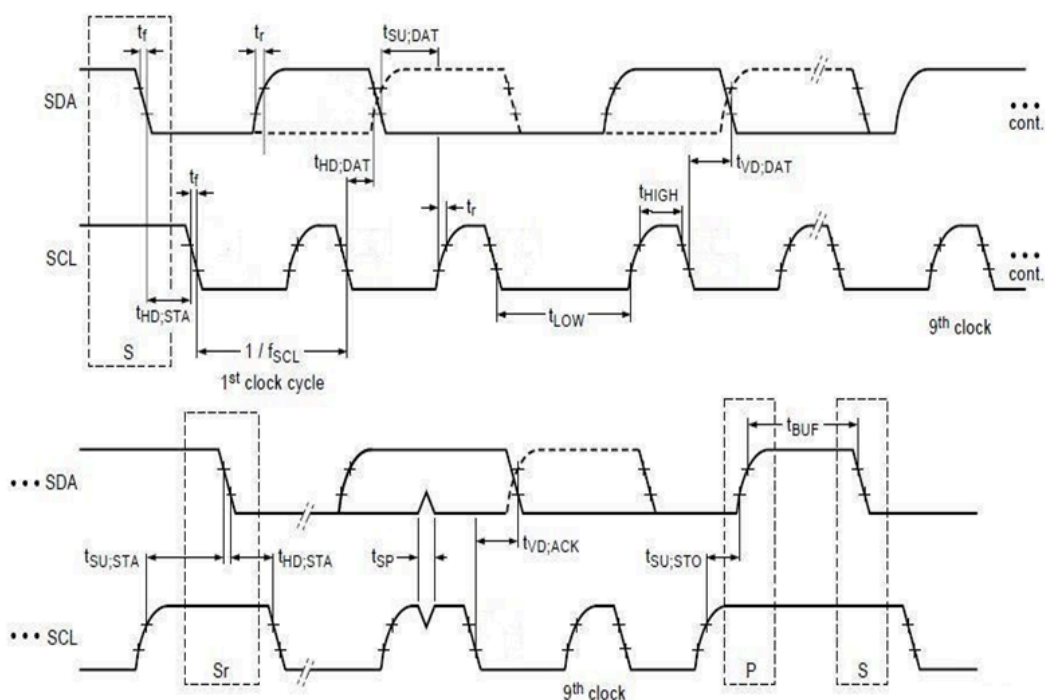 tf
tr
tSU;DAT
SDA
••• cont.
tHD;DAT
tVD;DAT
tf
tr
tHIGH
SCL
••• cont.
tHD;STA
tLOW
9th clock
S
1 / fSCL
1st clock cycle
tBUF
••• SDA
tSU;STA
tHD;STA
tSP
tVD;ACK
tSU;STO
••• SCL
Sr
P
S
9th clock